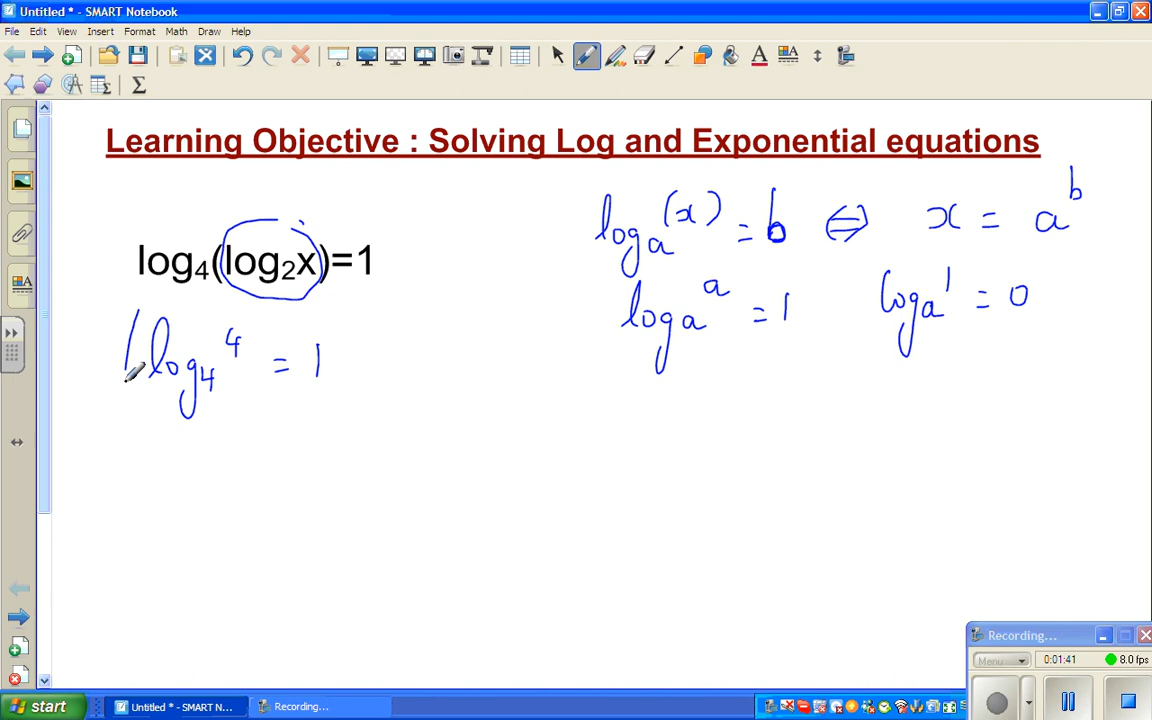 Untitled * - SMART Notebook
File Edit View Insert Format Math Draw Help
Learning Objective : Solving Log and Exponential equations
logₐ(x) = b ⇔ x = aᵇ
log₄(log₂x)=1
logₐ a = 1 logₐ 1 = 0
log₄ 4 = 1
Recording...
Menu 0:01:41 8.0 fps
start Untitled * - SMART N... Recording...